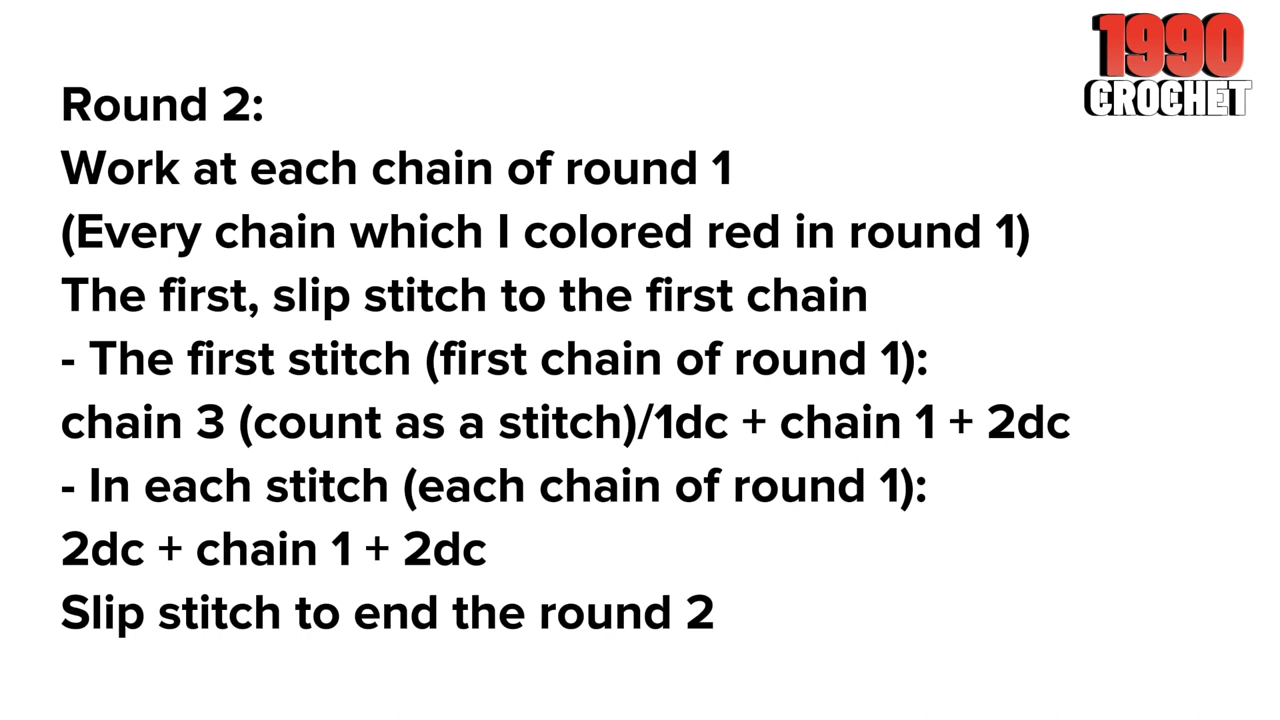 1990
CROCHET
Round 2:
Work at each chain of round 1
(Every chain which I colored red in round 1)
The first, slip stitch to the first chain
- The first stitch (first chain of round 1):
chain 3 (count as a stitch)/1dc + chain 1 + 2dc
- In each stitch (each chain of round 1):
2dc + chain 1 + 2dc
Slip stitch to end the round 2